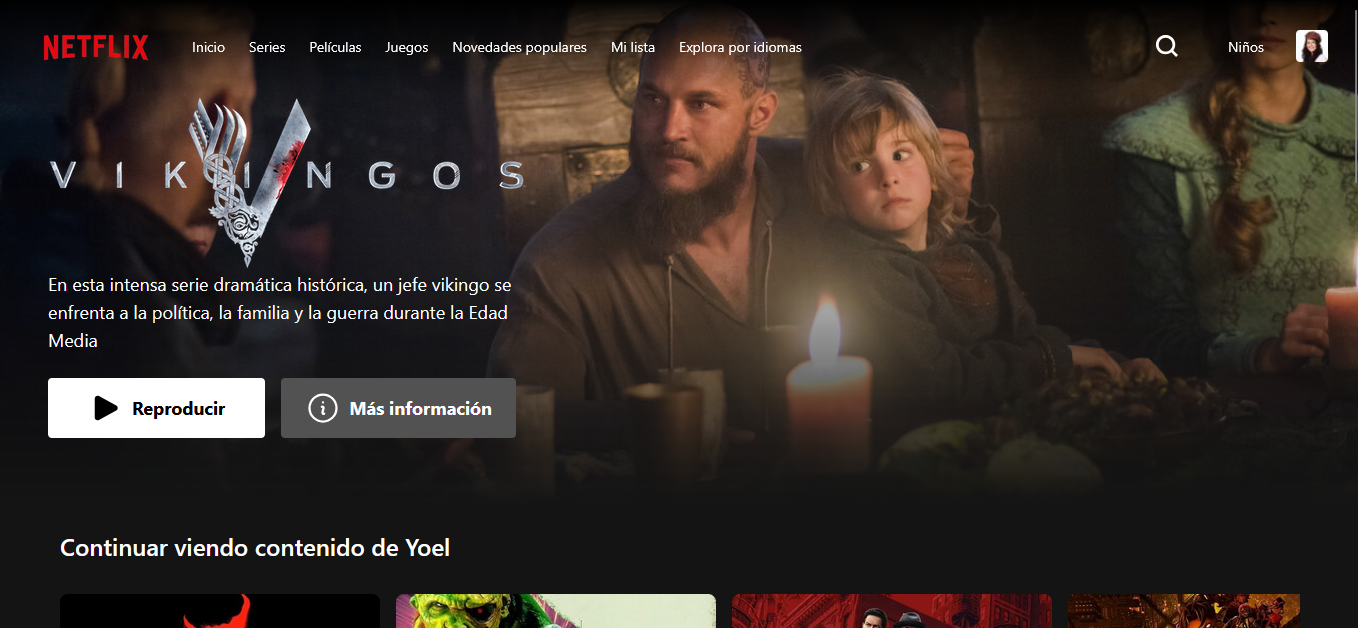 NETFLIX
Inicio Series Películas Juegos Novedades populares Mi lista Explora por idiomas Niños
VIKINGOS
En esta intensa serie dramática histórica, un jefe vikingo se
enfrenta a la política, la familia y la guerra durante la Edad
Media
Reproducir Más información
Continuar viendo contenido de Yoel